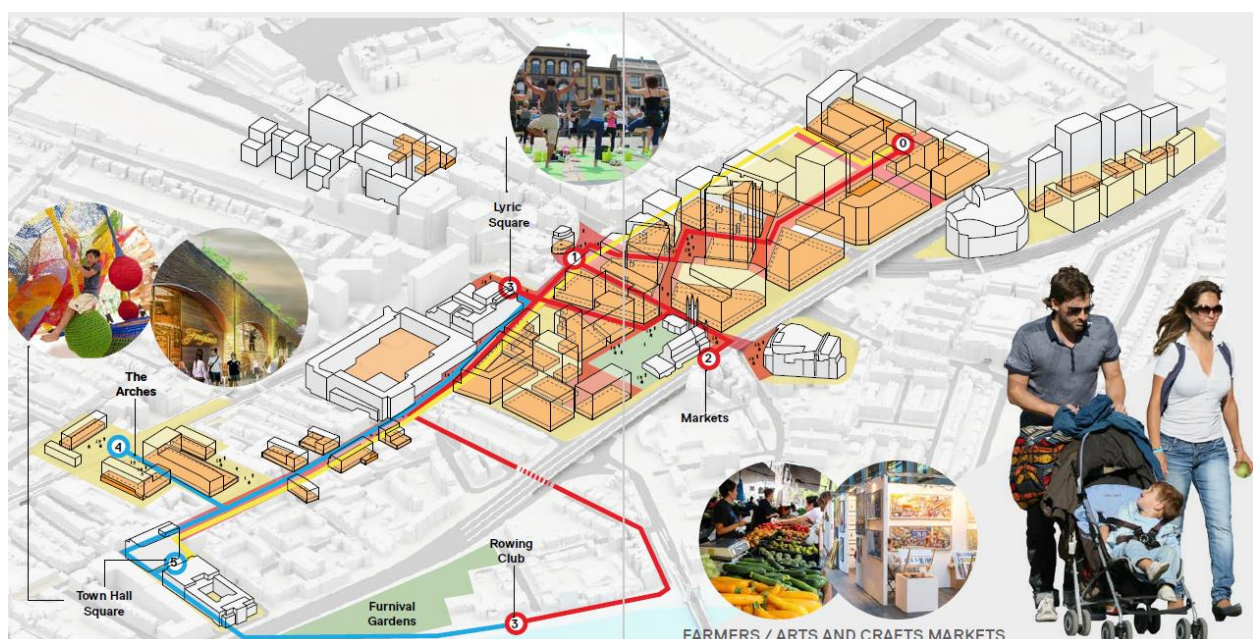 Lyric
Square
0
1
3
2
Markets
The
Arches
4
5
Town Hall
Square
Rowing
Club
3
Furnival
Gardens
FARMERS / ARTS AND CRAFTS MARKETS